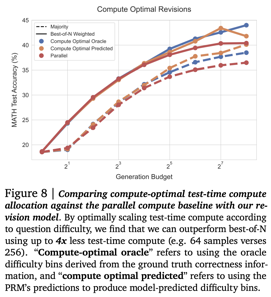 Compute Optimal Revisions
45
40
35
30
25
20
MATH Test Accuracy (%)
Majority
Best-of-N Weighted
Compute Optimal Oracle
Compute Optimal Predicted
Parallel
2¹ 2³ 2⁵ 2⁷
Generation Budget
Figure 8 | Comparing compute-optimal test-time compute
allocation against the parallel compute baseline with our re-
vision model. By optimally scaling test-time compute according
to question difficulty, we find that we can outperform best-of-N
using up to 4x less test-time compute (e.g. 64 samples verses
256). “Compute-optimal oracle” refers to using the oracle
difficulty bins derived from the ground truth correctness infor-
mation, and “compute optimal predicted” refers to using the
PRM’s predictions to produce model-predicted difficulty bins.